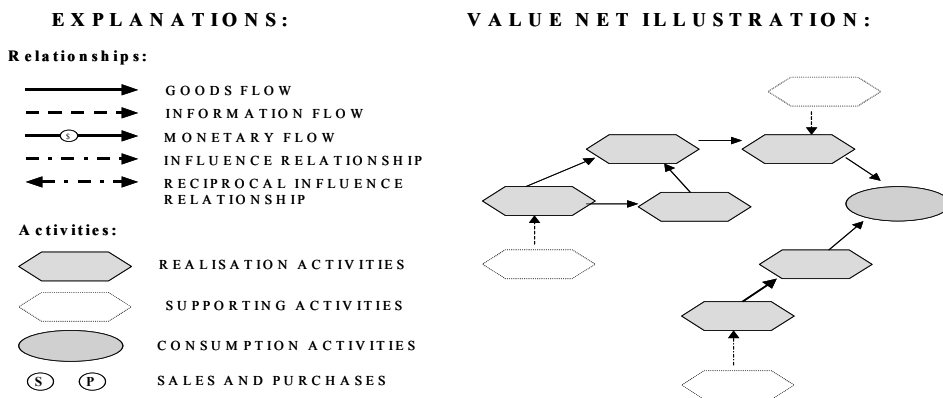 EXPLANATIONS:
VALUE NET ILLUSTRATION:
Relationships:
GOODS FLOW
INFORMATION FLOW
$
MONETARY FLOW
INFLUENCE RELATIONSHIP
RECIPROCAL INFLUENCE
RELATIONSHIP
Activities:
REALISATION ACTIVITIES
SUPPORTING ACTIVITIES
CONSUMPTION ACTIVITIES
S P SALES AND PURCHASES